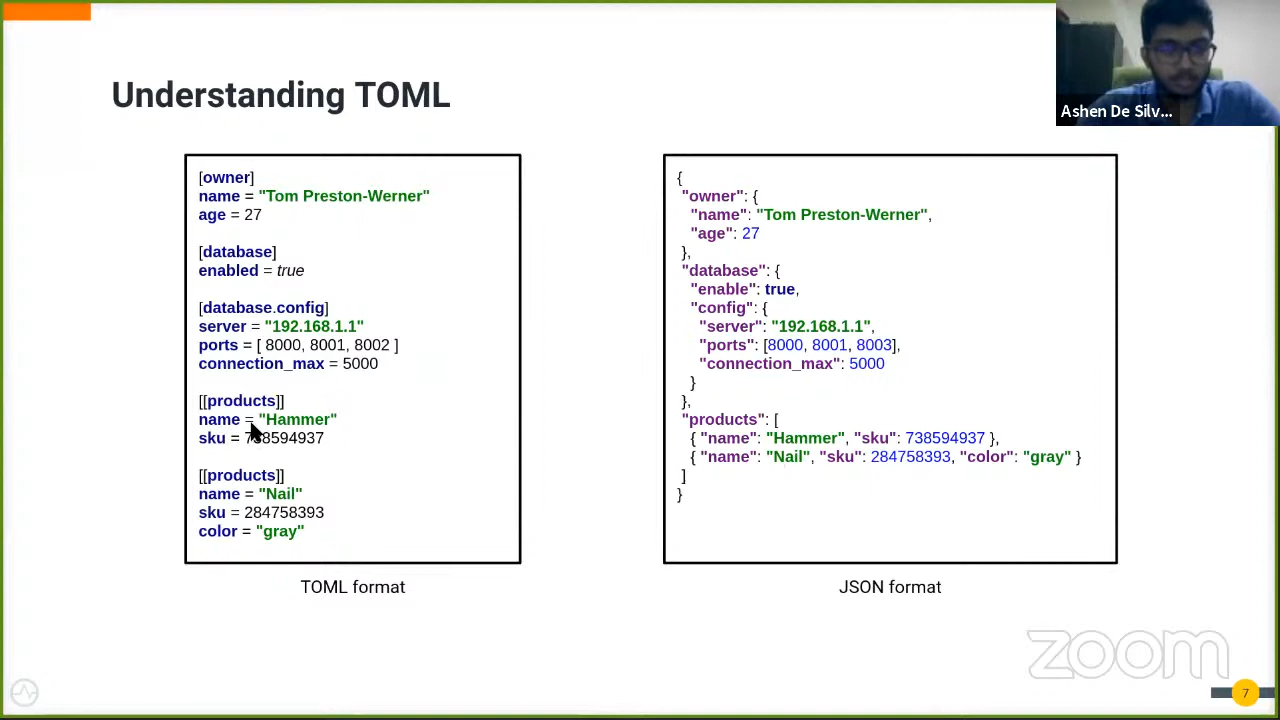 Understanding TOML
Ashen De Silv...
[owner]
name = "Tom Preston-Werner"
age = 27
[database]
enabled = true
[database.config]
server = "192.168.1.1"
ports = [ 8000, 8001, 8002 ]
connection_max = 5000
[[products]]
name = "Hammer"
sku = 738594937
[[products]]
name = "Nail"
sku = 284758393
color = "gray"
TOML format
{
"owner": {
"name": "Tom Preston-Werner",
"age": 27
},
"database": {
"enable": true,
"config": {
"server": "192.168.1.1",
"ports": [8000, 8001, 8003],
"connection_max": 5000
}
},
"products": [
{ "name": "Hammer", "sku": 738594937 },
{ "name": "Nail", "sku": 284758393, "color": "gray" }
]
}
JSON format
zoom
7